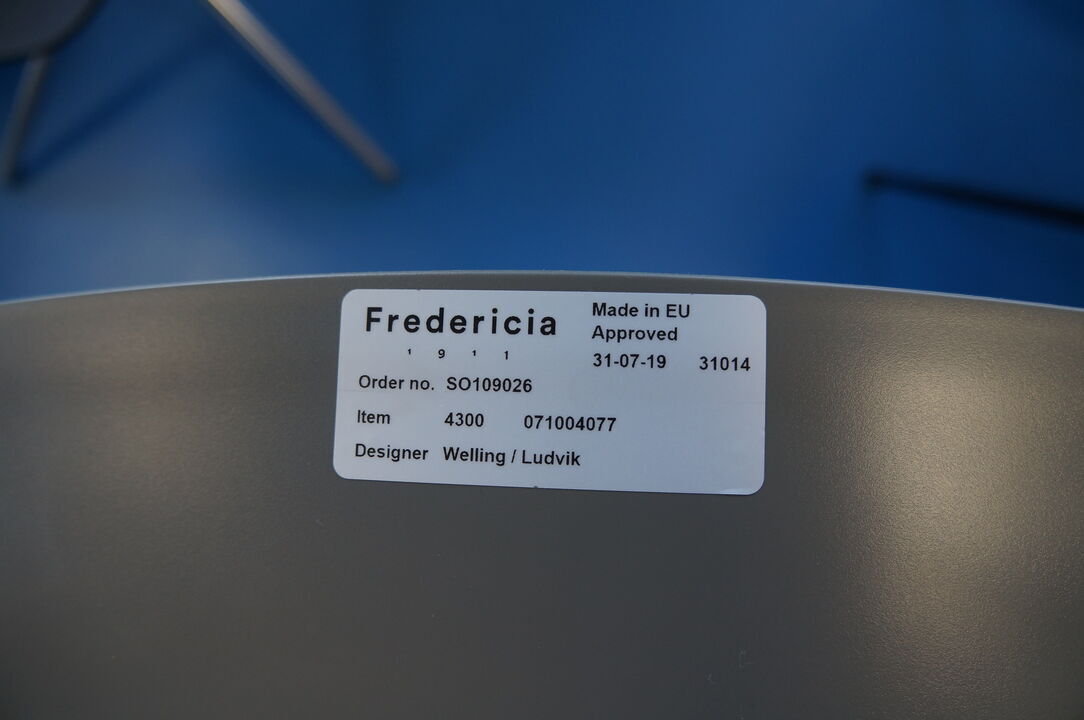 Fredericia
1 9 1 1
Made in EU
Approved
31-07-19 31014
Order no. SO109026
Item 4300 071004077
Designer Welling / Ludvik